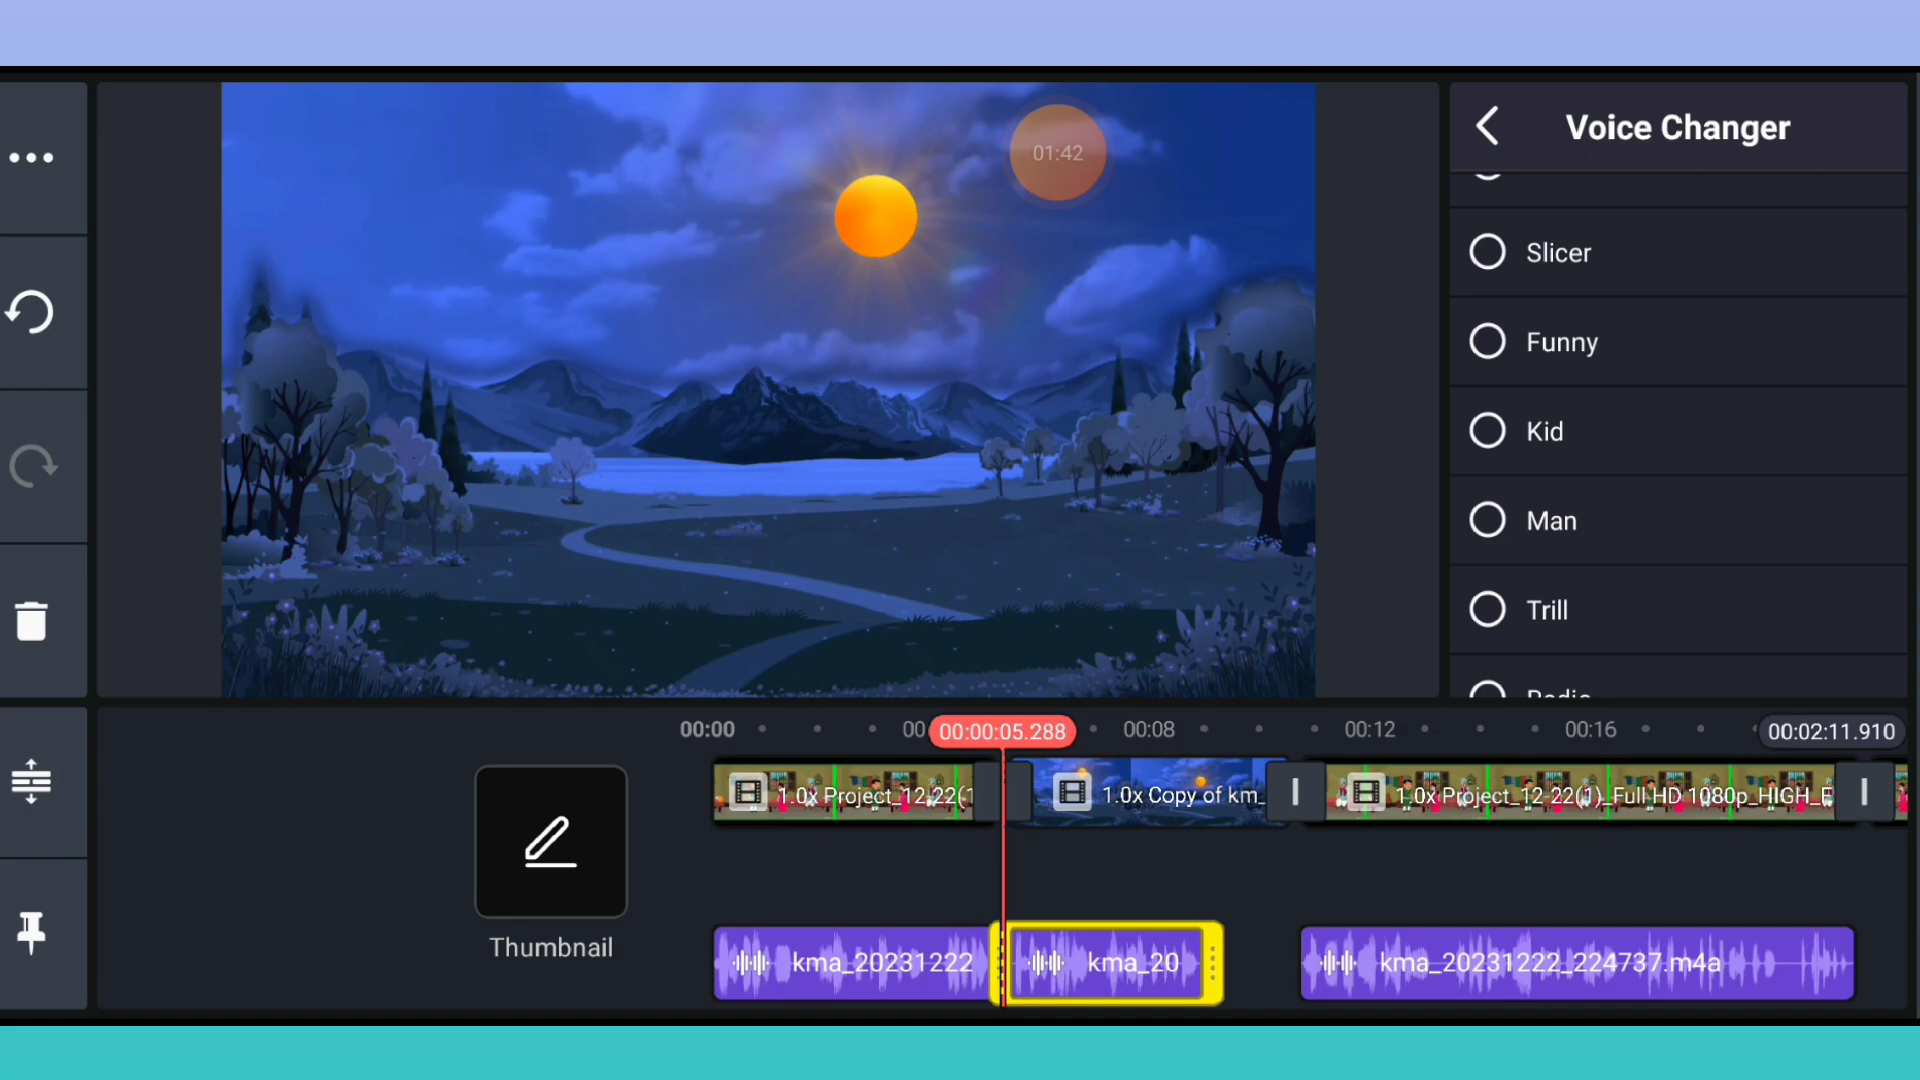 01:42
Voice Changer
Slicer
Funny
Kid
Man
Trill
Radio
00:00
00
00:00:05.288
00:08
00:12
00:16
00:02:11.910
1.0x Project_12-22(1
1.0x Copy of km_
1.0x Project_12-22(1)_Full HD 1080p_HIGH_F
Thumbnail
kma_20231222
kma_20
kma_20231222_224737.m4a